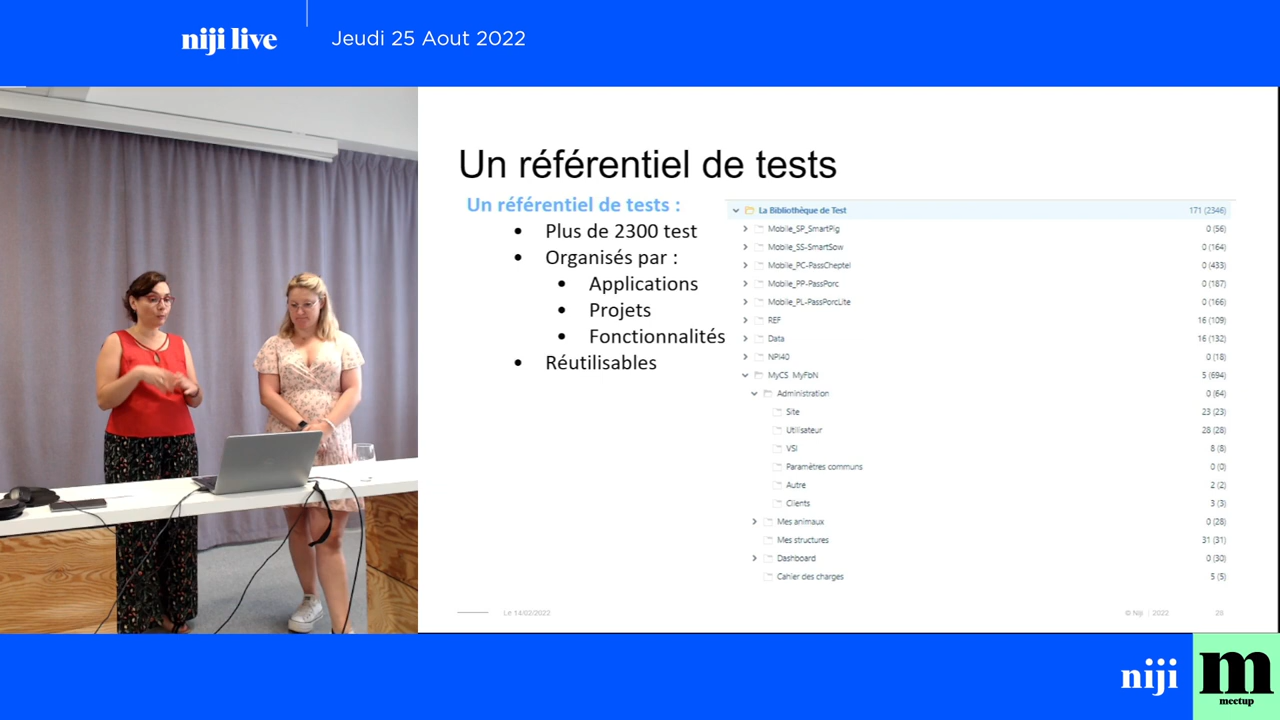 niji live
Jeudi 25 Aout 2022
Un référentiel de tests
Un référentiel de tests :
• Plus de 2300 test
• Organisés par :
• Applications
• Projets
• Fonctionnalités
• Réutilisables
La Bibliothèque de Test 171 (2346)
Mobile_SP_SmartPig 0 (56)
Mobile_SS-SmartSow 0 (164)
Mobile_PC-PassCheptel 0 (433)
Mobile_PP-PassPorc 0 (187)
Mobile_PL-PassPorcLite 0 (166)
REF 16 (109)
Data 16 (132)
NPI40 0 (18)
MyCS MyFbN 5 (694)
Administration 0 (64)
Site 23 (23)
Utilisateur 28 (28)
VSI 8 (8)
Paramètres communs 0 (0)
Autre 2 (2)
Clients 3 (3)
Mes animaux 0 (28)
Mes structures 31 (31)
Dashboard 0 (30)
Cahier des charges 5 (5)
Le 14/02/2022
© Niji | 2022 28
niji
m
meetup